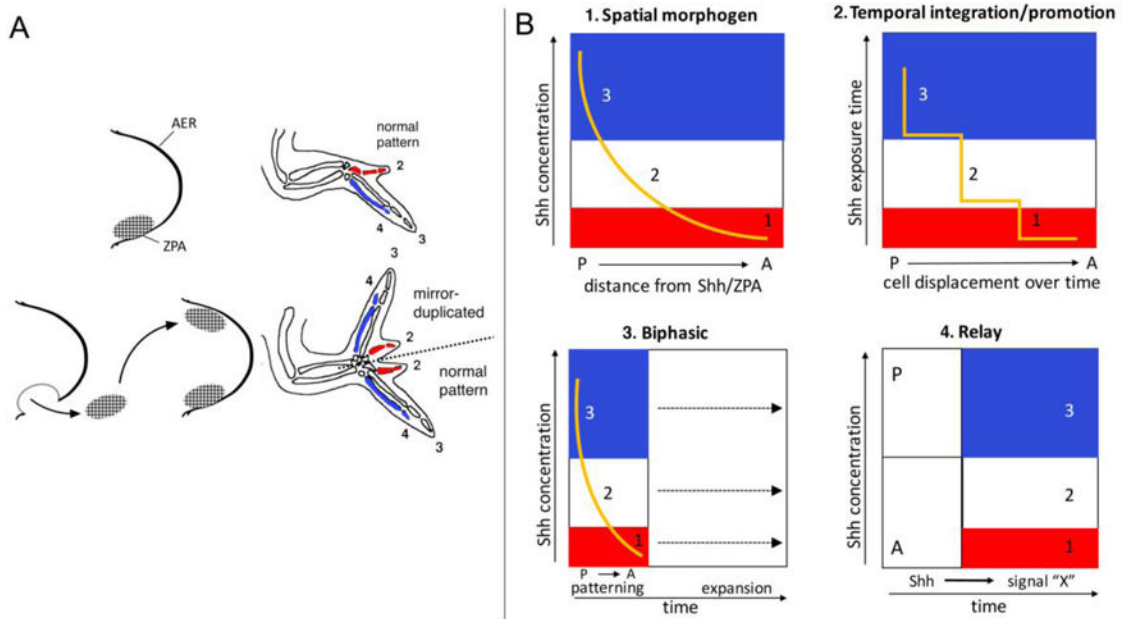 A
AER
ZPA
normal
pattern
2
4
3
3
4
mirror-
duplicated
2
2
normal
pattern
4
3
B
1. Spatial morphogen
Shh concentration
3
2
1
P
A
distance from Shh/ZPA
2. Temporal integration/promotion
Shh exposure time
3
2
1
P
A
cell displacement over time
3. Biphasic
Shh concentration
3
2
1
P
A
patterning
expansion
time
4. Relay
Shh concentration
P
A
3
2
1
Shh
signal "X"
time